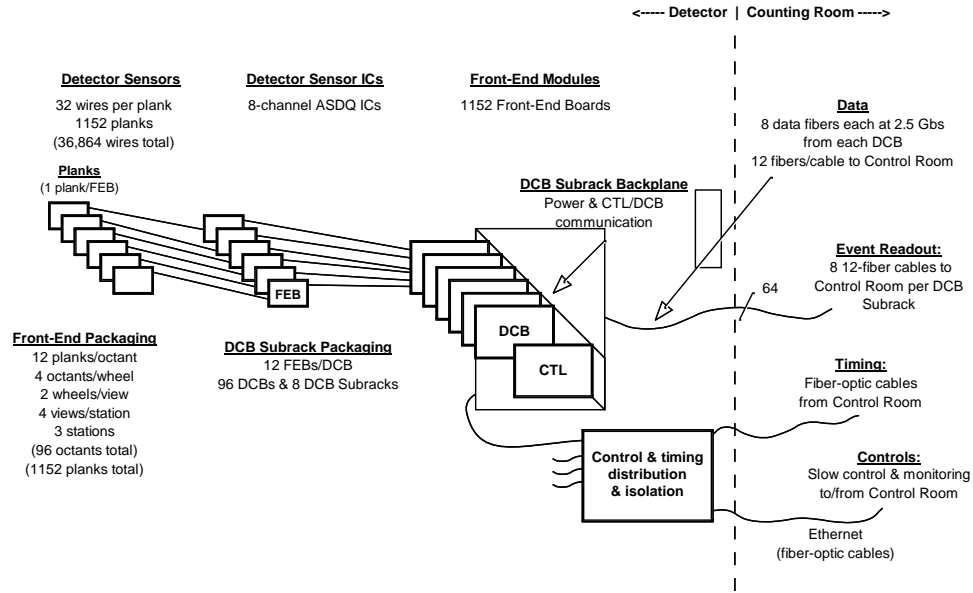 <----- Detector | Counting Room ----->
Detector Sensors
32 wires per plank
1152 planks
(36,864 wires total)
Planks
(1 plank/FEB)
Detector Sensor ICs
8-channel ASDQ ICs
Front-End Modules
1152 Front-End Boards
Data
8 data fibers each at 2.5 Gbs
from each DCB
12 fibers/cable to Control Room
DCB Subrack Backplane
Power & CTL/DCB
communication
Event Readout:
8 12-fiber cables to
Control Room per DCB
Subrack
64
FEB
DCB
CTL
Front-End Packaging
12 planks/octant
4 octants/wheel
2 wheels/view
4 views/station
3 stations
(96 octants total)
(1152 planks total)
DCB Subrack Packaging
12 FEBs/DCB
96 DCBs & 8 DCB Subracks
Timing:
Fiber-optic cables
from Control Room
Control & timing
distribution
& isolation
Controls:
Slow control & monitoring
to/from Control Room
Ethernet
(fiber-optic cables)